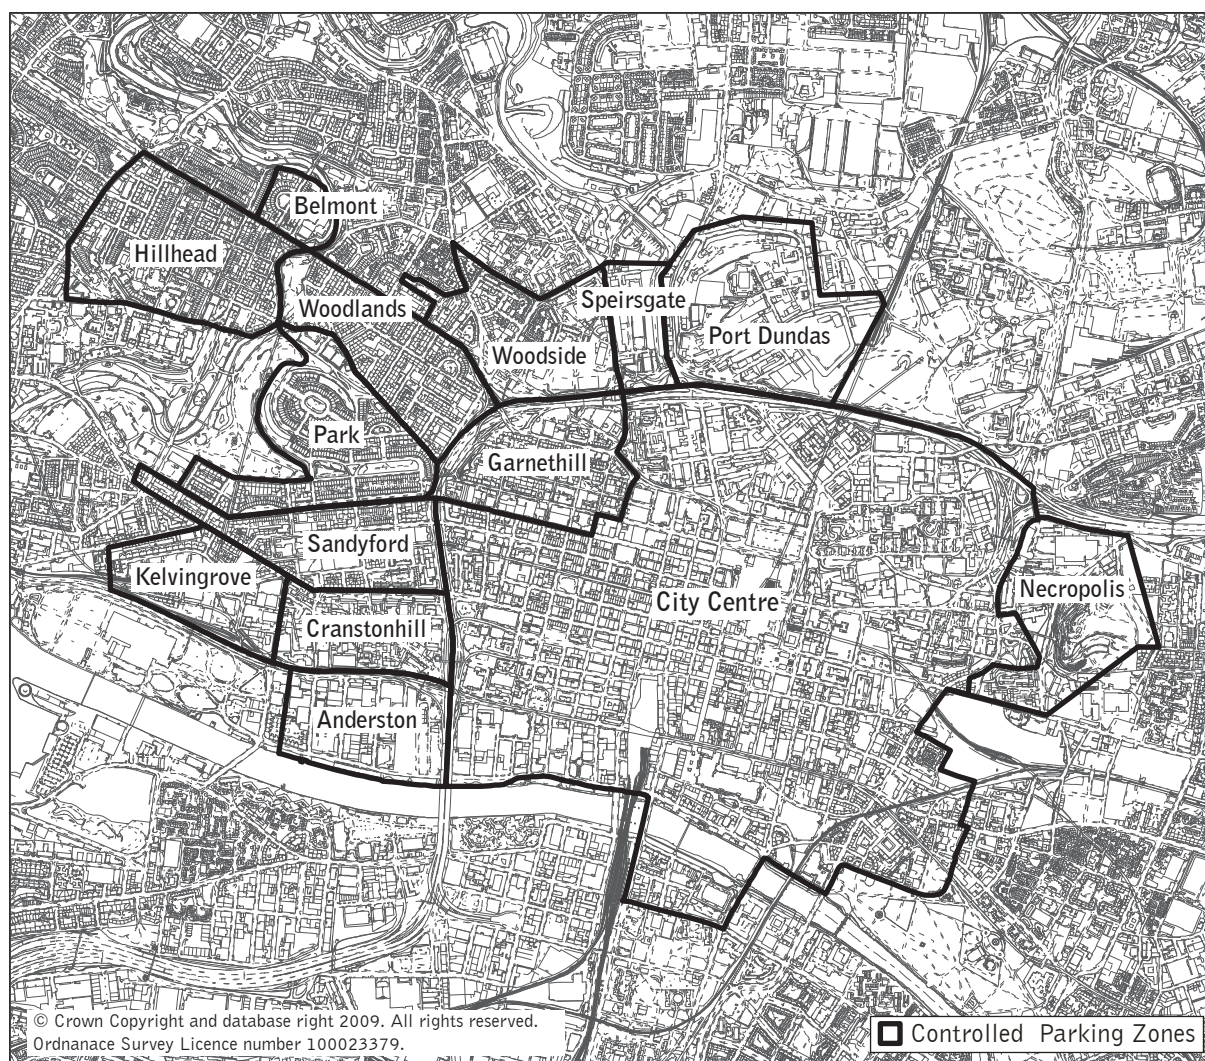 Belmont
Hillhead
Speirsgate
Woodlands
Port Dundas
Woodside
Park
Garnethill
Sandyford
Kelvingrove
Necropolis
City Centre
Cranstonhill
Anderston
© Crown Copyright and database right 2009. All rights reserved.
Ordnanace Survey Licence number 100023379.
Controlled Parking Zones